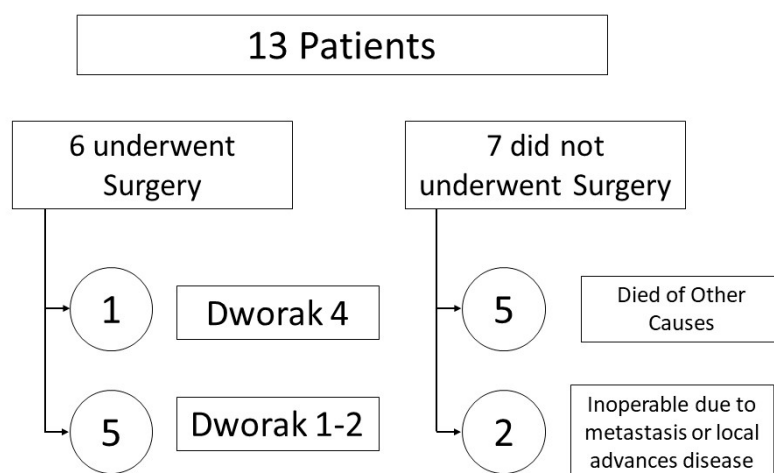 13 Patients
6 underwent
Surgery
7 did not
underwent Surgery
1
Dworak 4
5
Dworak 1-2
5
Died of Other
Causes
2
Inoperable due to
metastasis or local
advances disease